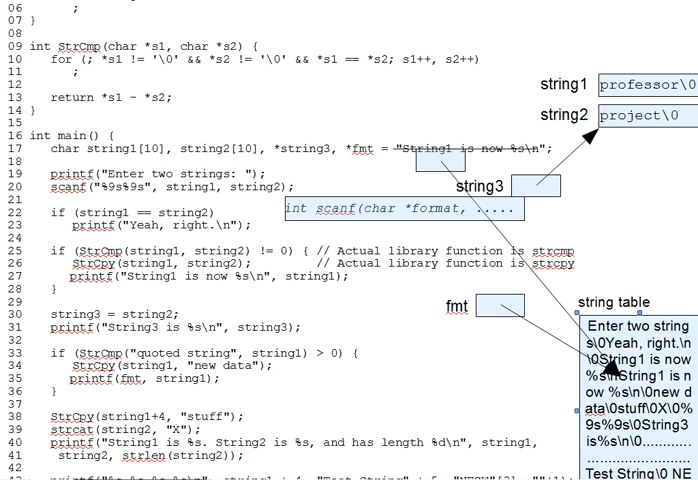 06 ;
07 }
08
09 int StrCmp(char *s1, char *s2) {
10 for (; *s1 != '\0' && *s2 != '\0' && *s1 == *s2; s1++, s2++)
11 ;
12
13 return *s1 - *s2;
14 }
15
16 int main() {
17 char string1[10], string2[10], *string3, *fmt = "String1 is now %s\n";
18
19 printf("Enter two strings: ");
20 scanf("%9s%9s", string1, string2);
21
22 if (string1 == string2)
23 printf("Yeah, right.\n");
24
25 if (StrCmp(string1, string2) != 0) { // Actual library function is strcmp
26 StrCpy(string1, string2); // Actual library function is strcpy
27 printf("String1 is now %s\n", string1);
28 }
29
30 string3 = string2;
31 printf("String3 is %s\n", string3);
32
33 if (StrCmp("quoted string", string1) > 0) {
34 StrCpy(string1, "new data");
35 printf(fmt, string1);
36 }
37
38 StrCpy(string1+4, "stuff");
39 strcat(string2, "X");
40 printf("String1 is %s. String2 is %s, and has length %d\n", string1,
41 string2, strlen(string2));
42
string1 professor\0
string2 project\0
string3
int scanf(char *format, .....
fmt
string table
Enter two string
s\0Yeah, right.\n
\0String1 is now
%s\nString1 is n
ow %s\n\0new d
ata\0stuff\0X\0%
9s%9s\0String3
is%s\n\0............
........................
Test String\0 NE